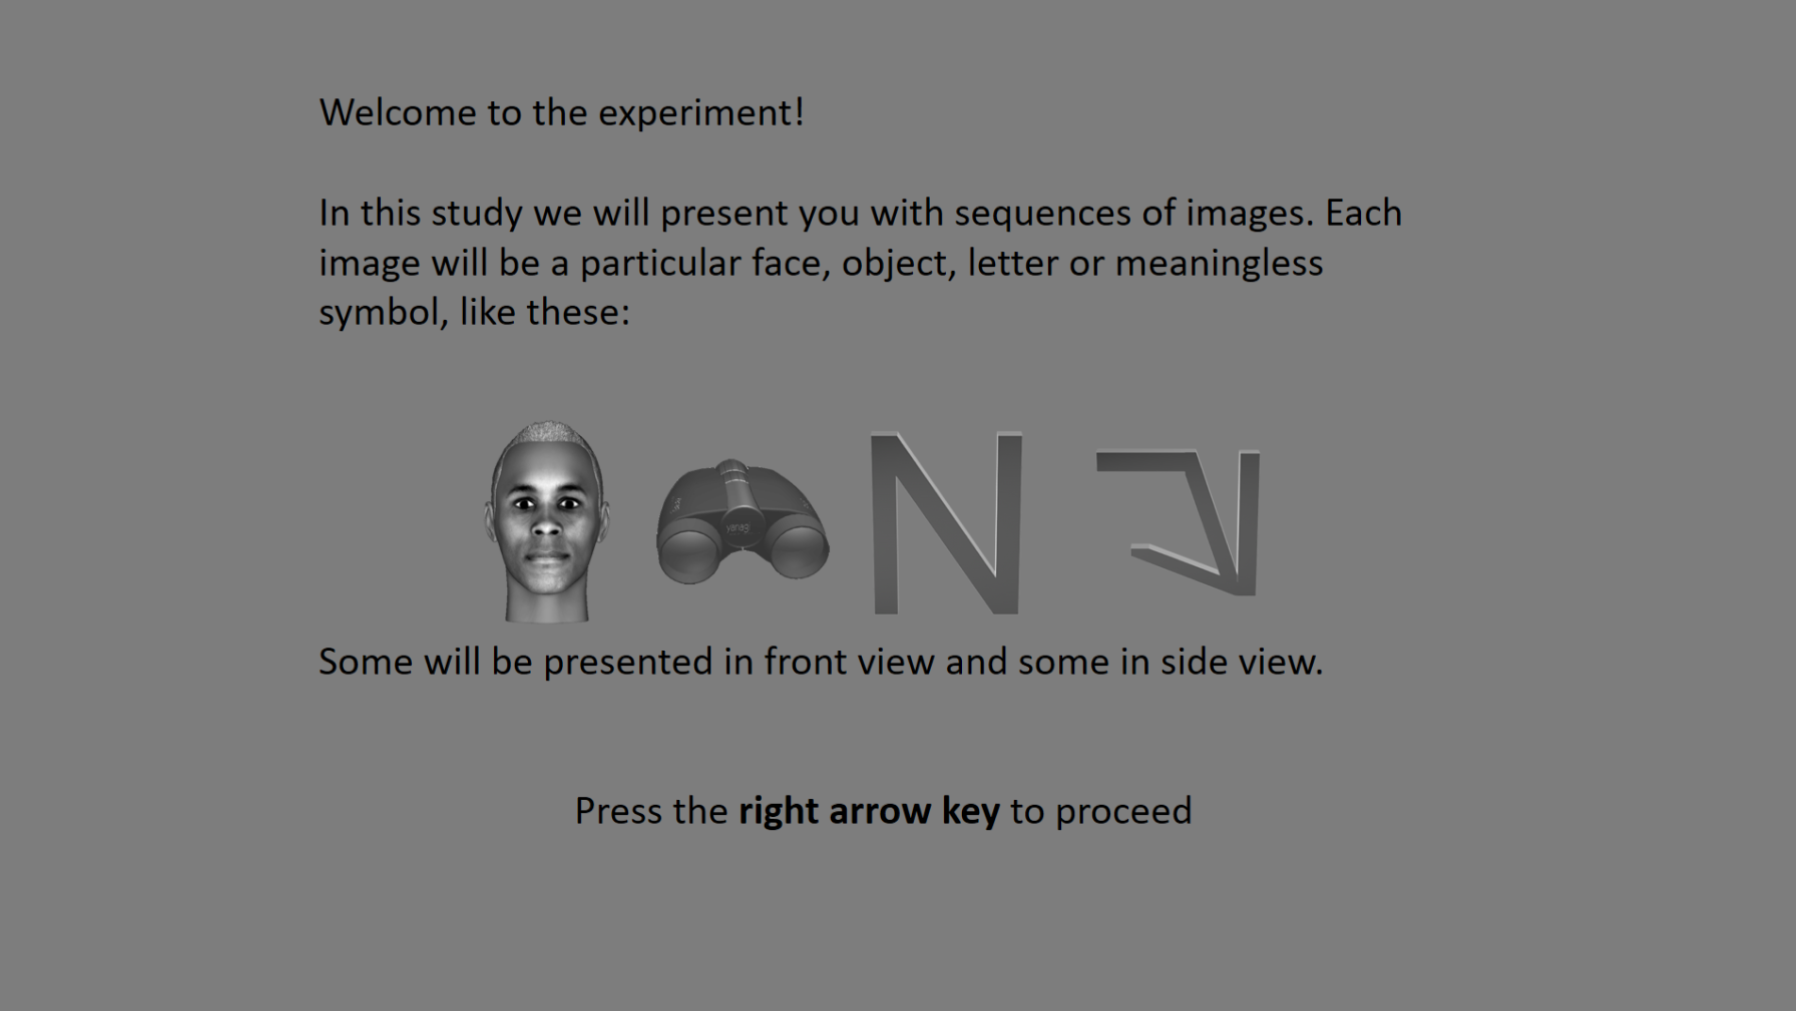 Welcome to the experiment!
In this study we will present you with sequences of images. Each
image will be a particular face, object, letter or meaningless
symbol, like these:
N
Some will be presented in front view and some in side view.
Press the right arrow key to proceed